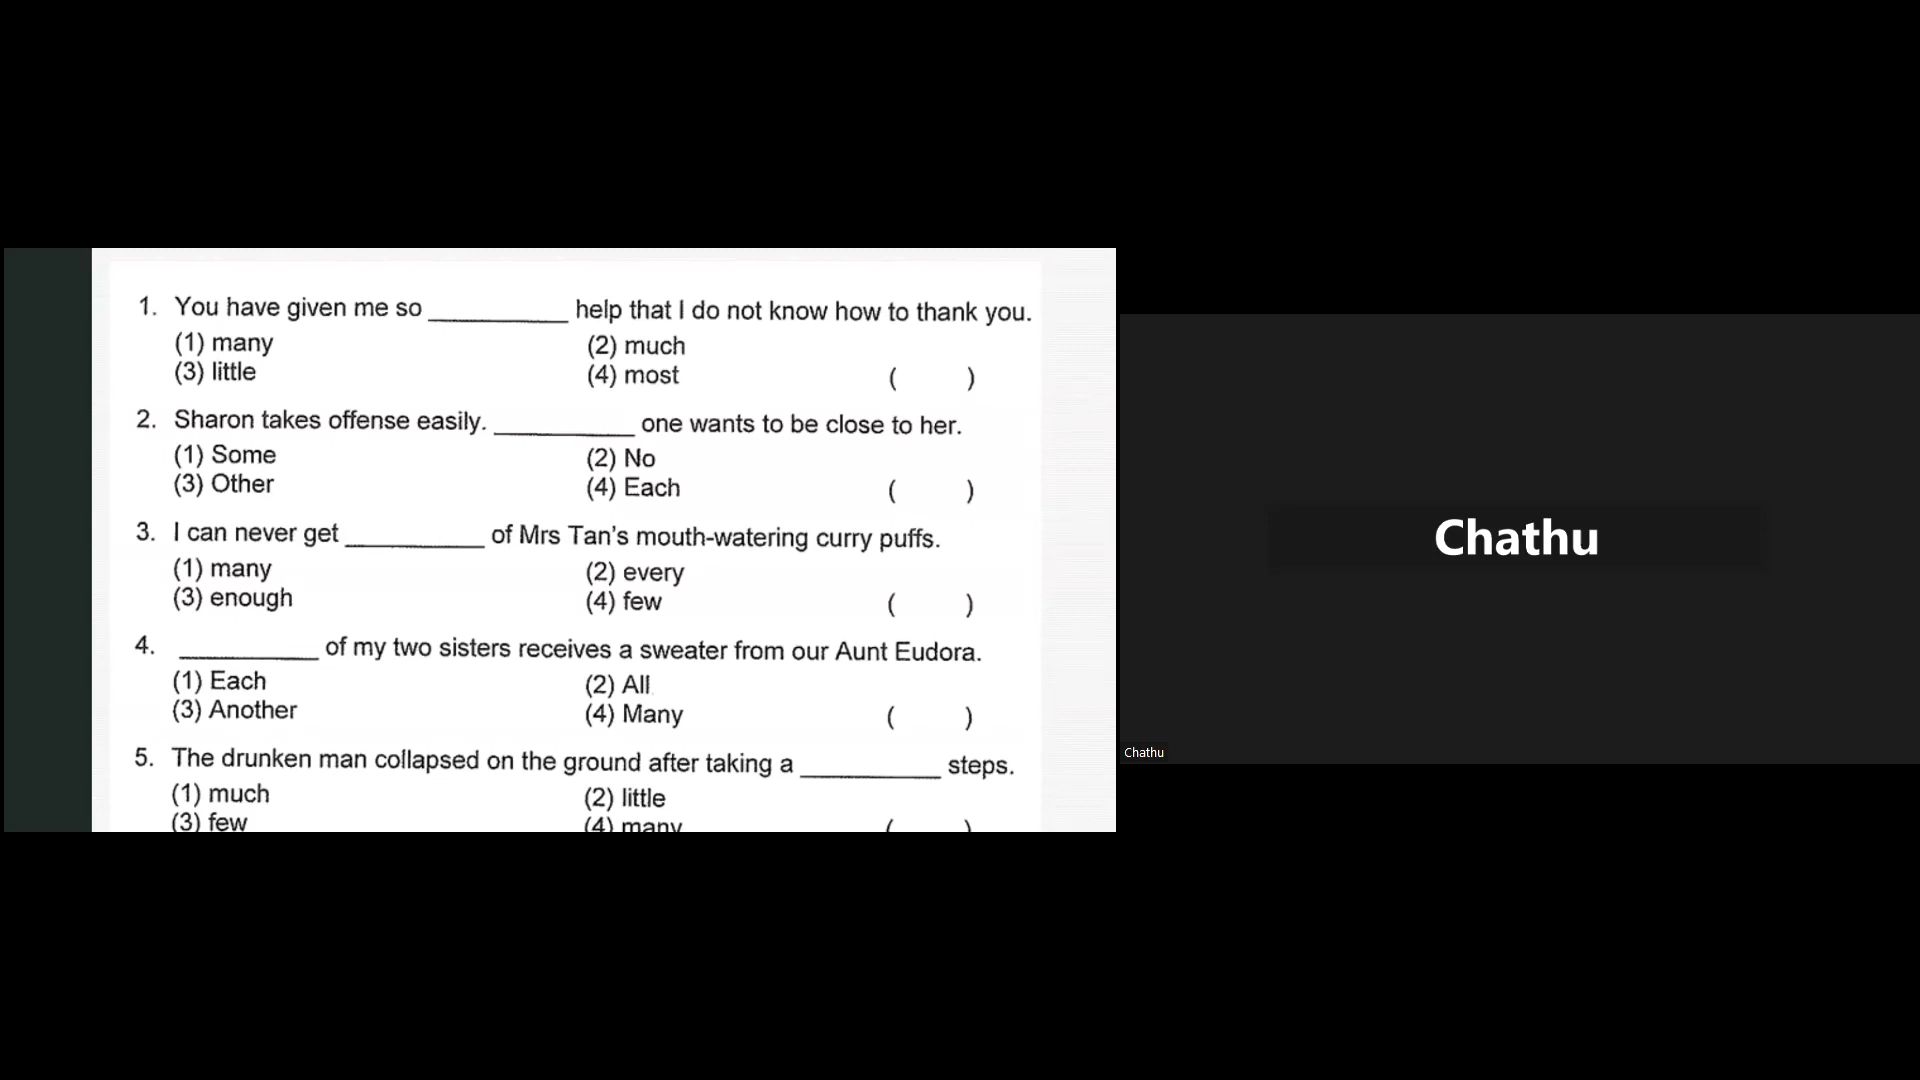 1. You have given me so __________ help that I do not know how to thank you.
(1) many (2) much
(3) little (4) most ( )
2. Sharon takes offense easily. __________ one wants to be close to her.
(1) Some (2) No
(3) Other (4) Each ( )
3. I can never get __________ of Mrs Tan's mouth-watering curry puffs.
(1) many (2) every
(3) enough (4) few ( )
4. __________ of my two sisters receives a sweater from our Aunt Eudora.
(1) Each (2) All
(3) Another (4) Many ( )
5. The drunken man collapsed on the ground after taking a __________ steps.
(1) much (2) little
(3) few (4) many ( )
Chathu
Chathu